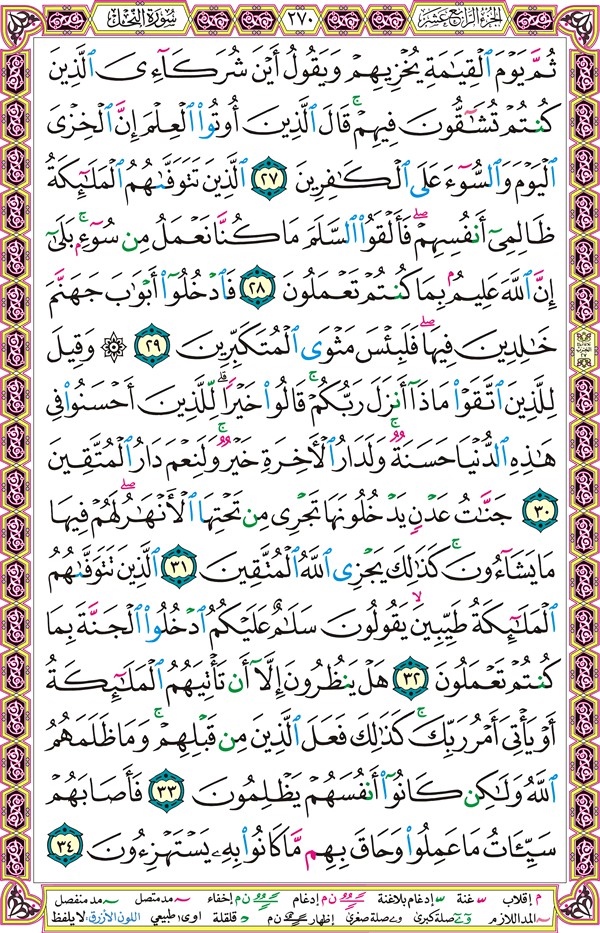 الجزء الرابع عشر ٢٧٠ سورة النحل
ثُمَّ يَوْمَ ٱلْقِيَٰمَةِ يُخْزِيهِمْ وَيَقُولُ أَيْنَ شُرَكَآءِىَ ٱلَّذِينَ
كُنتُمْ تُشَٰٓقُّونَ فِيهِمْ ۚ قَالَ ٱلَّذِينَ أُوتُوا۟ ٱلْعِلْمَ إِنَّ ٱلْخِزْىَ
ٱلْيَوْمَ وَٱلسُّوٓءَ عَلَى ٱلْكَٰفِرِينَ ٢٧ ٱلَّذِينَ تَتَوَفَّىٰهُمُ ٱلْمَلَٰٓئِكَةُ
ظَالِمِىٓ أَنفُسِهِمْ ۖ فَأَلْقَوُا۟ ٱلسَّلَمَ مَا كُنَّا نَعْمَلُ مِن سُوٓءٍۭ ۚ بَلَىٰٓ
إِنَّ ٱللَّهَ عَلِيمٌۢ بِمَا كُنتُمْ تَعْمَلُونَ ٢٨ فَٱدْخُلُوٓا۟ أَبْوَٰبَ جَهَنَّمَ
خَٰلِدِينَ فِيهَا ۖ فَلَبِئْسَ مَثْوَى ٱلْمُتَكَبِّرِينَ ٢٩ ۞ وَقِيلَ
لِلَّذِينَ ٱتَّقَوْا۟ مَاذَآ أَنزَلَ رَبُّكُمْ ۚ قَالُوا۟ خَيْرًا ۗ لِّلَّذِينَ أَحْسَنُوا۟ فِى
هَٰذِهِ ٱلدُّنْيَا حَسَنَةٌ ۚ وَلَدَارُ ٱلْءَاخِرَةِ خَيْرٌ ۚ وَلَنِعْمَ دَارُ ٱلْمُتَّقِينَ
٣٠ جَنَّٰتُ عَدْنٍ يَدْخُلُونَهَا تَجْرِى مِن تَحْتِهَا ٱلْأَنْهَٰرُ ۖ لَهُمْ فِيهَا
مَا يَشَآءُونَ ۚ كَذَٰلِكَ يَجْزِى ٱللَّهُ ٱلْمُتَّقِينَ ٣١ ٱلَّذِينَ تَتَوَفَّىٰهُمُ
ٱلْمَلَٰٓئِكَةُ طَيِّبِينَ ۙ يَقُولُونَ سَلَٰمٌ عَلَيْكُمُ ٱدْخُلُوا۟ ٱلْجَنَّةَ بِمَا
كُنتُمْ تَعْمَلُونَ ٣٢ هَلْ يَنظُرُونَ إِلَّآ أَن تَأْتِيَهُمُ ٱلْمَلَٰٓئِكَةُ
أَوْ يَأْتِىَ أَمْرُ رَبِّكَ ۚ كَذَٰلِكَ فَعَلَ ٱلَّذِينَ مِن قَبْلِهِمْ ۚ وَمَا ظَلَمَهُمُ
ٱللَّهُ وَلَٰكِن كَانُوٓا۟ أَنفُسَهُمْ يَظْلِمُونَ ٣٣ فَأَصَابَهُمْ
سَيِّـَٔاتُ مَا عَمِلُوا۟ وَحَاقَ بِهِم مَّا كَانُوا۟ بِهِۦ يَسْتَهْزِءُونَ ٣٤
م إقلاب غنة إدغام بلاغنة ن م إدغام ن م إخفاء مد متصل مد منفصل
المد اللازم صلة كبرى صلة صغرى إظهار ن م قلقلة اوى: طبيعي اللون الأزرق: لا يلفظ